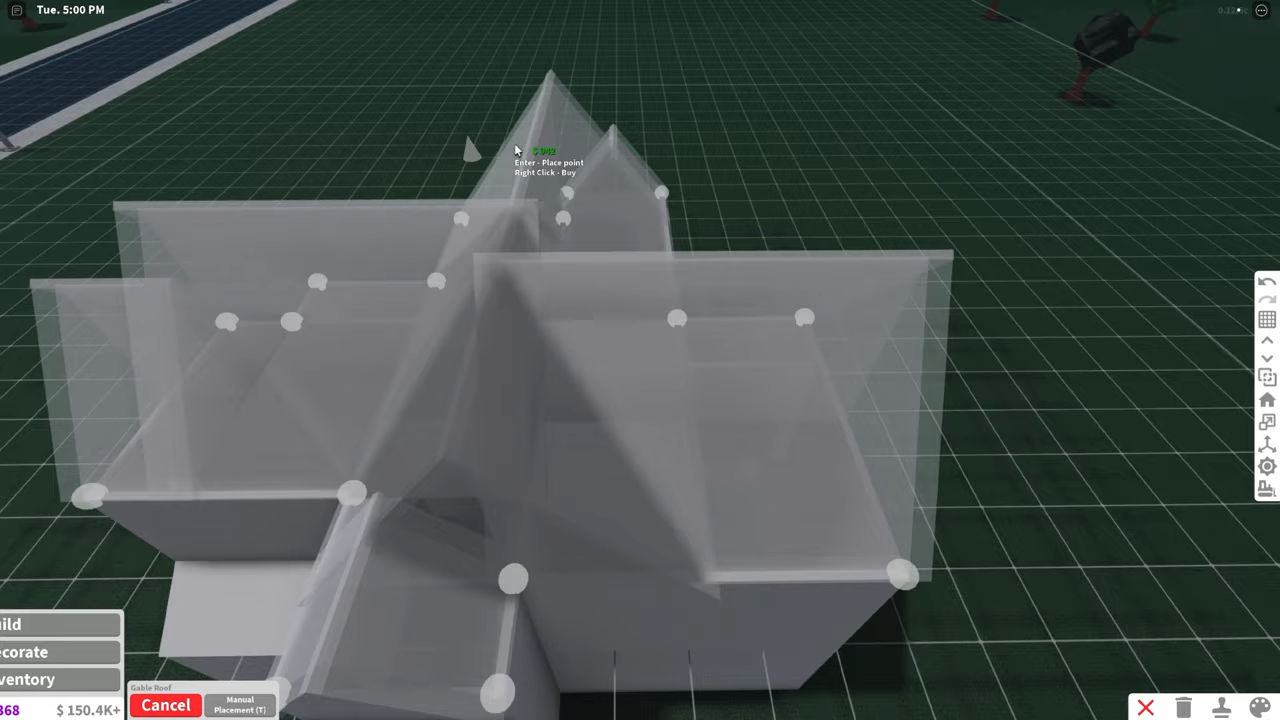 Tue. 5:00 PM
Enter - Place point
Right Click - Buy
ild
ecorate
ventory
368
$ 150.4K+
Gable Roof
Cancel
Manual
Placement (T)